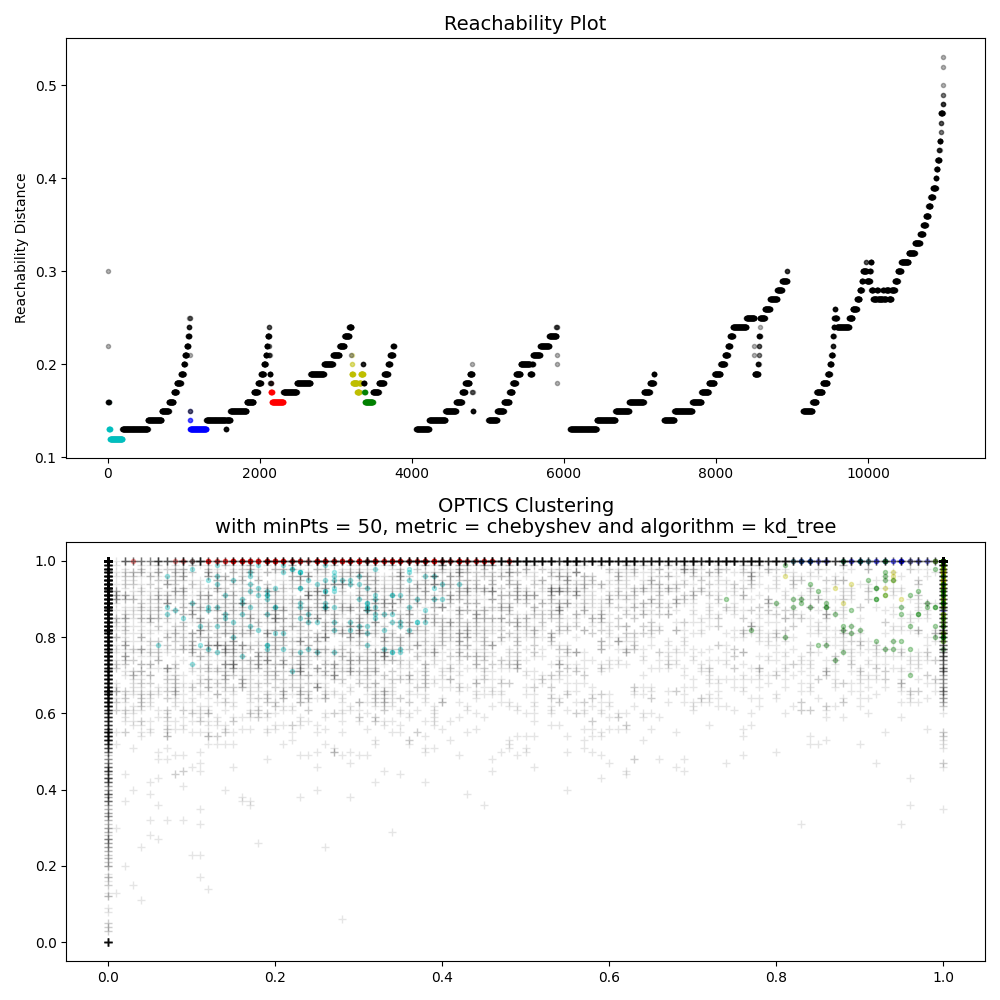 Reachability Plot
Reachability Distance
0.5
0.4
0.3
0.2
0.1
0 2000 4000 6000 8000 10000
OPTICS Clustering
with minPts = 50, metric = chebyshev and algorithm = kd_tree
1.0
0.8
0.6
0.4
0.2
0.0
0.0 0.2 0.4 0.6 0.8 1.0